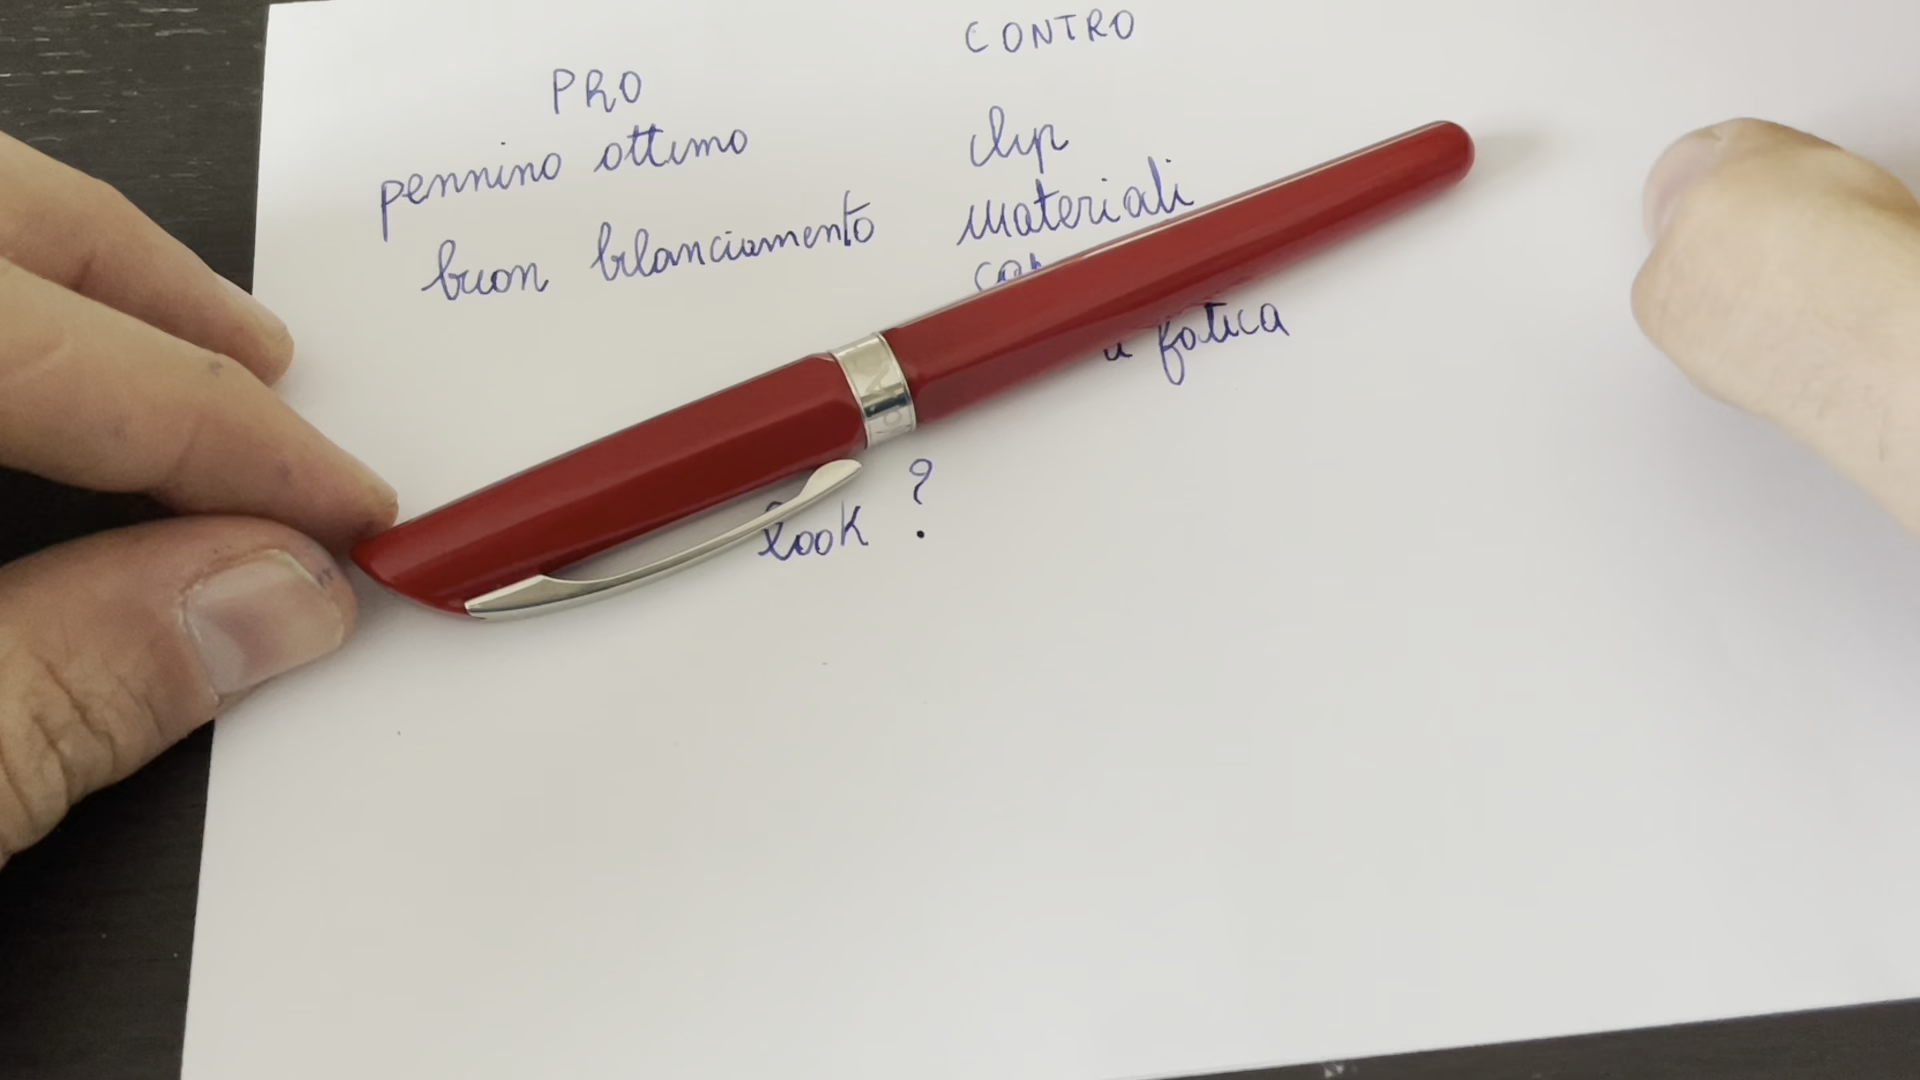 PRO
pennino ottimo
buon bilanciamento
CONTRO
clip
materiali
fatica
look ?